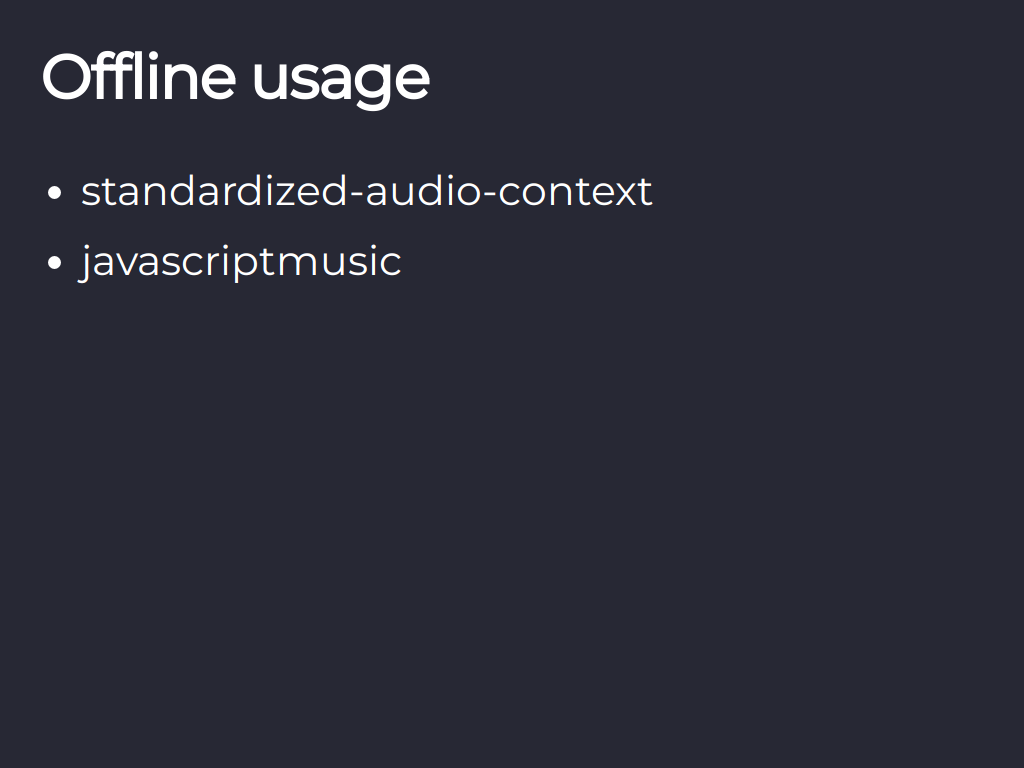 Offline usage
standardized-audio-context
javascriptmusic